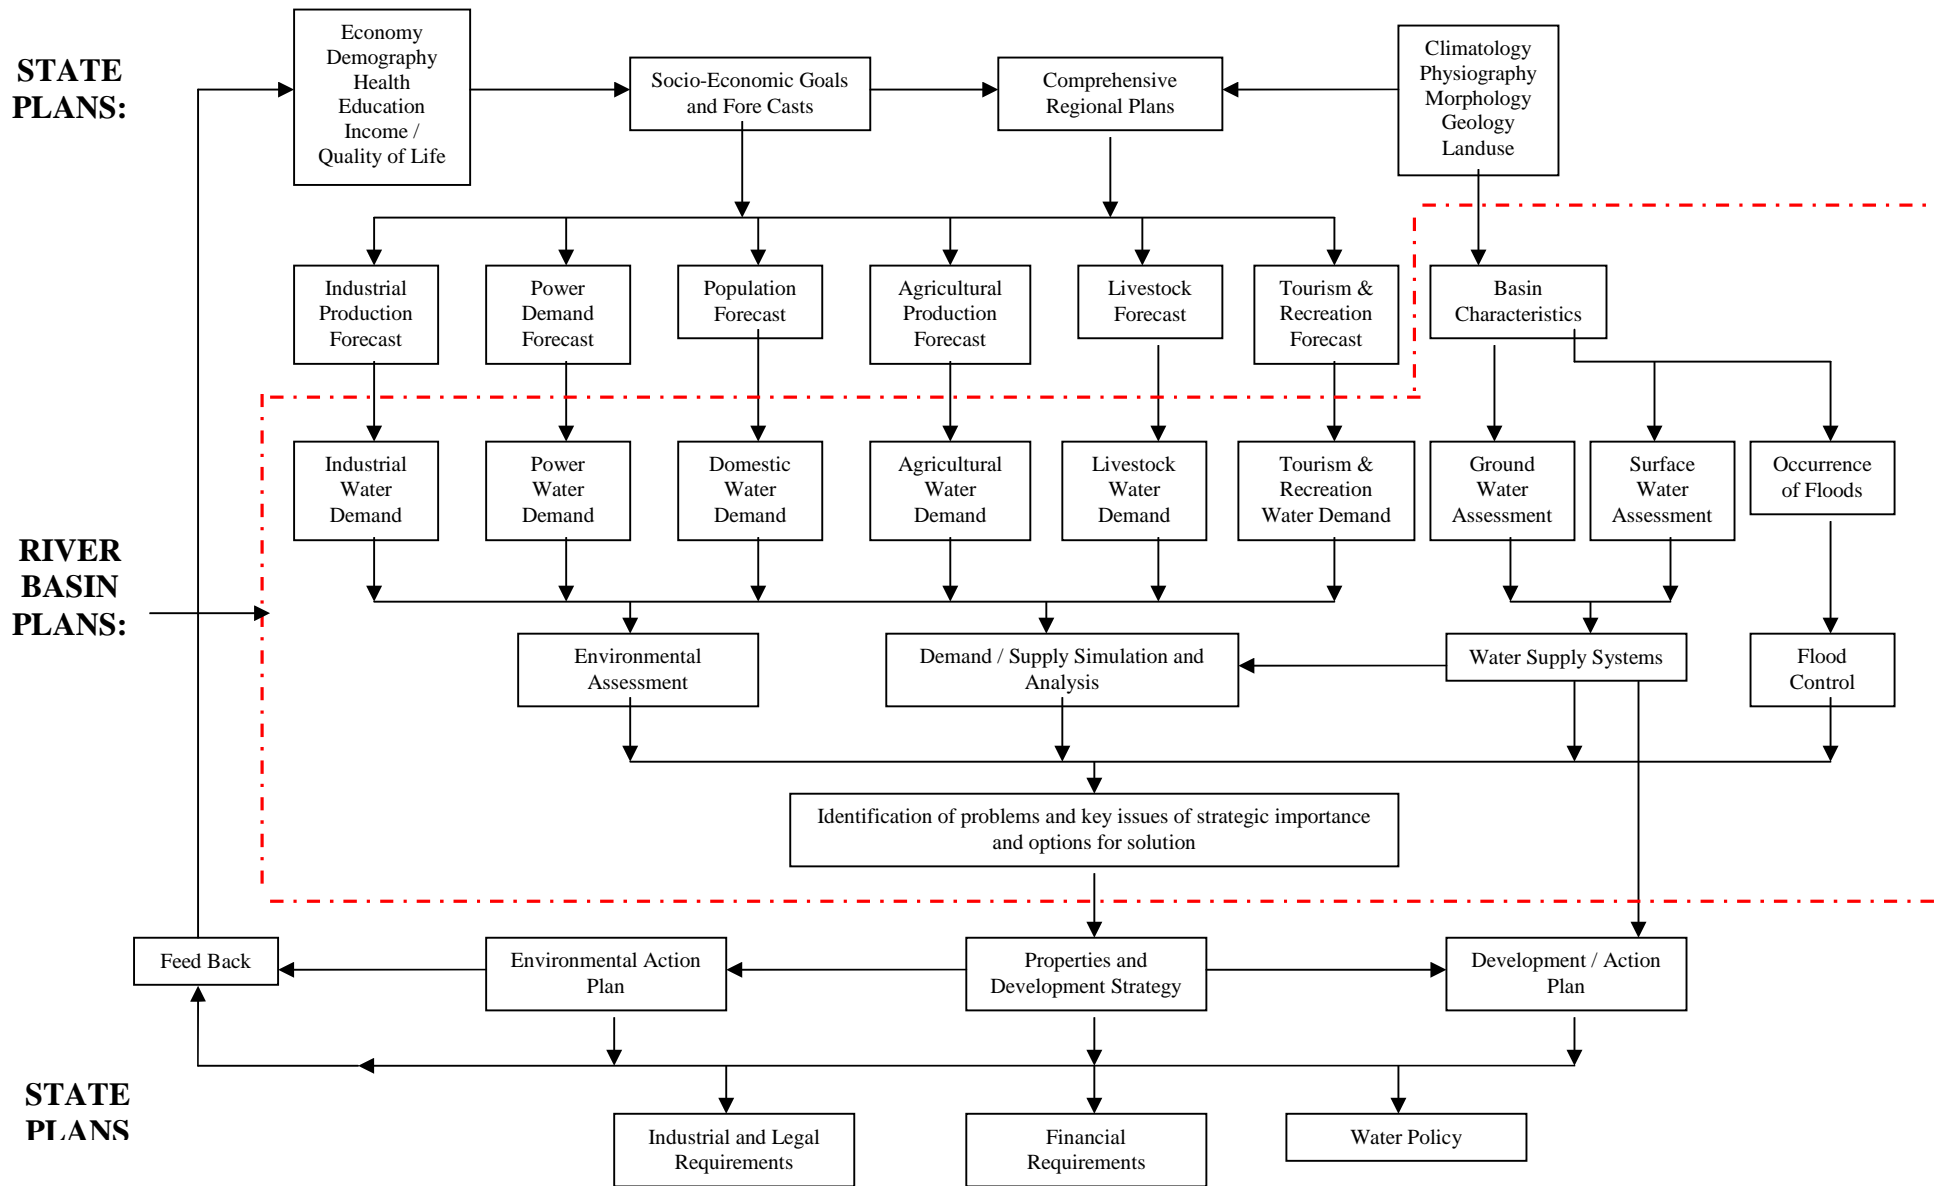 STATE
PLANS:
Economy
Demography
Health
Education
Income /
Quality of Life
Socio-Economic Goals
and Fore Casts
Comprehensive
Regional Plans
Climatology
Physiography
Morphology
Geology
Landuse
Industrial
Production
Forecast
Power
Demand
Forecast
Population
Forecast
Agricultural
Production
Forecast
Livestock
Forecast
Tourism &
Recreation
Forecast
Basin
Characteristics
RIVER
BASIN
PLANS:
Industrial
Water
Demand
Power
Water
Demand
Domestic
Water
Demand
Agricultural
Water
Demand
Livestock
Water
Demand
Tourism &
Recreation
Water Demand
Ground
Water
Assessment
Surface
Water
Assessment
Occurrence
of Floods
Environmental
Assessment
Demand / Supply Simulation and
Analysis
Water Supply Systems
Flood
Control
Identification of problems and key issues of strategic importance
and options for solution
Feed Back
Environmental Action
Plan
Properties and
Development Strategy
Development / Action
Plan
STATE
PLANS
Industrial and Legal
Requirements
Financial
Requirements
Water Policy